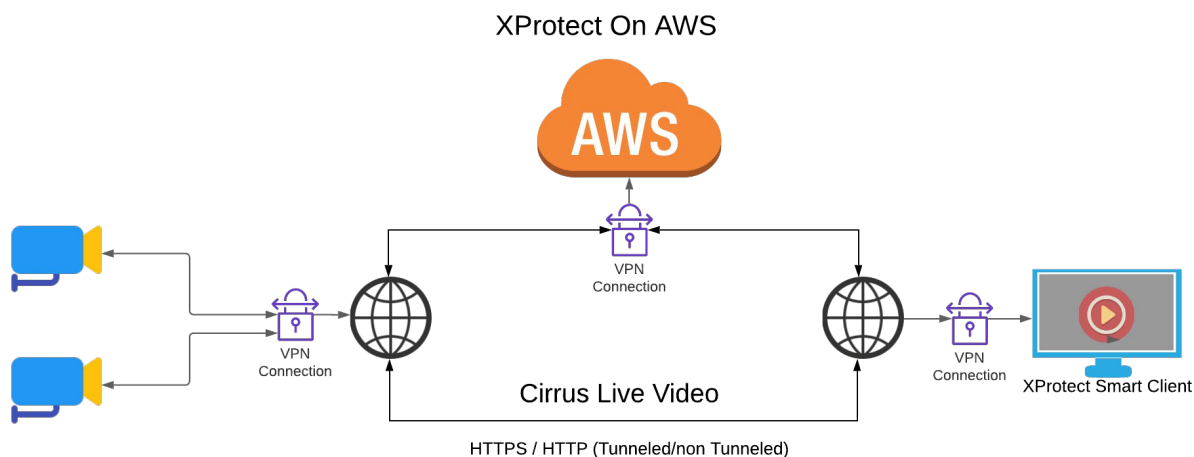 XProtect On AWS
AWS
VPN
Connection
VPN
Connection
VPN
Connection
XProtect Smart Client
Cirrus Live Video
HTTPS / HTTP (Tunneled/non Tunneled)